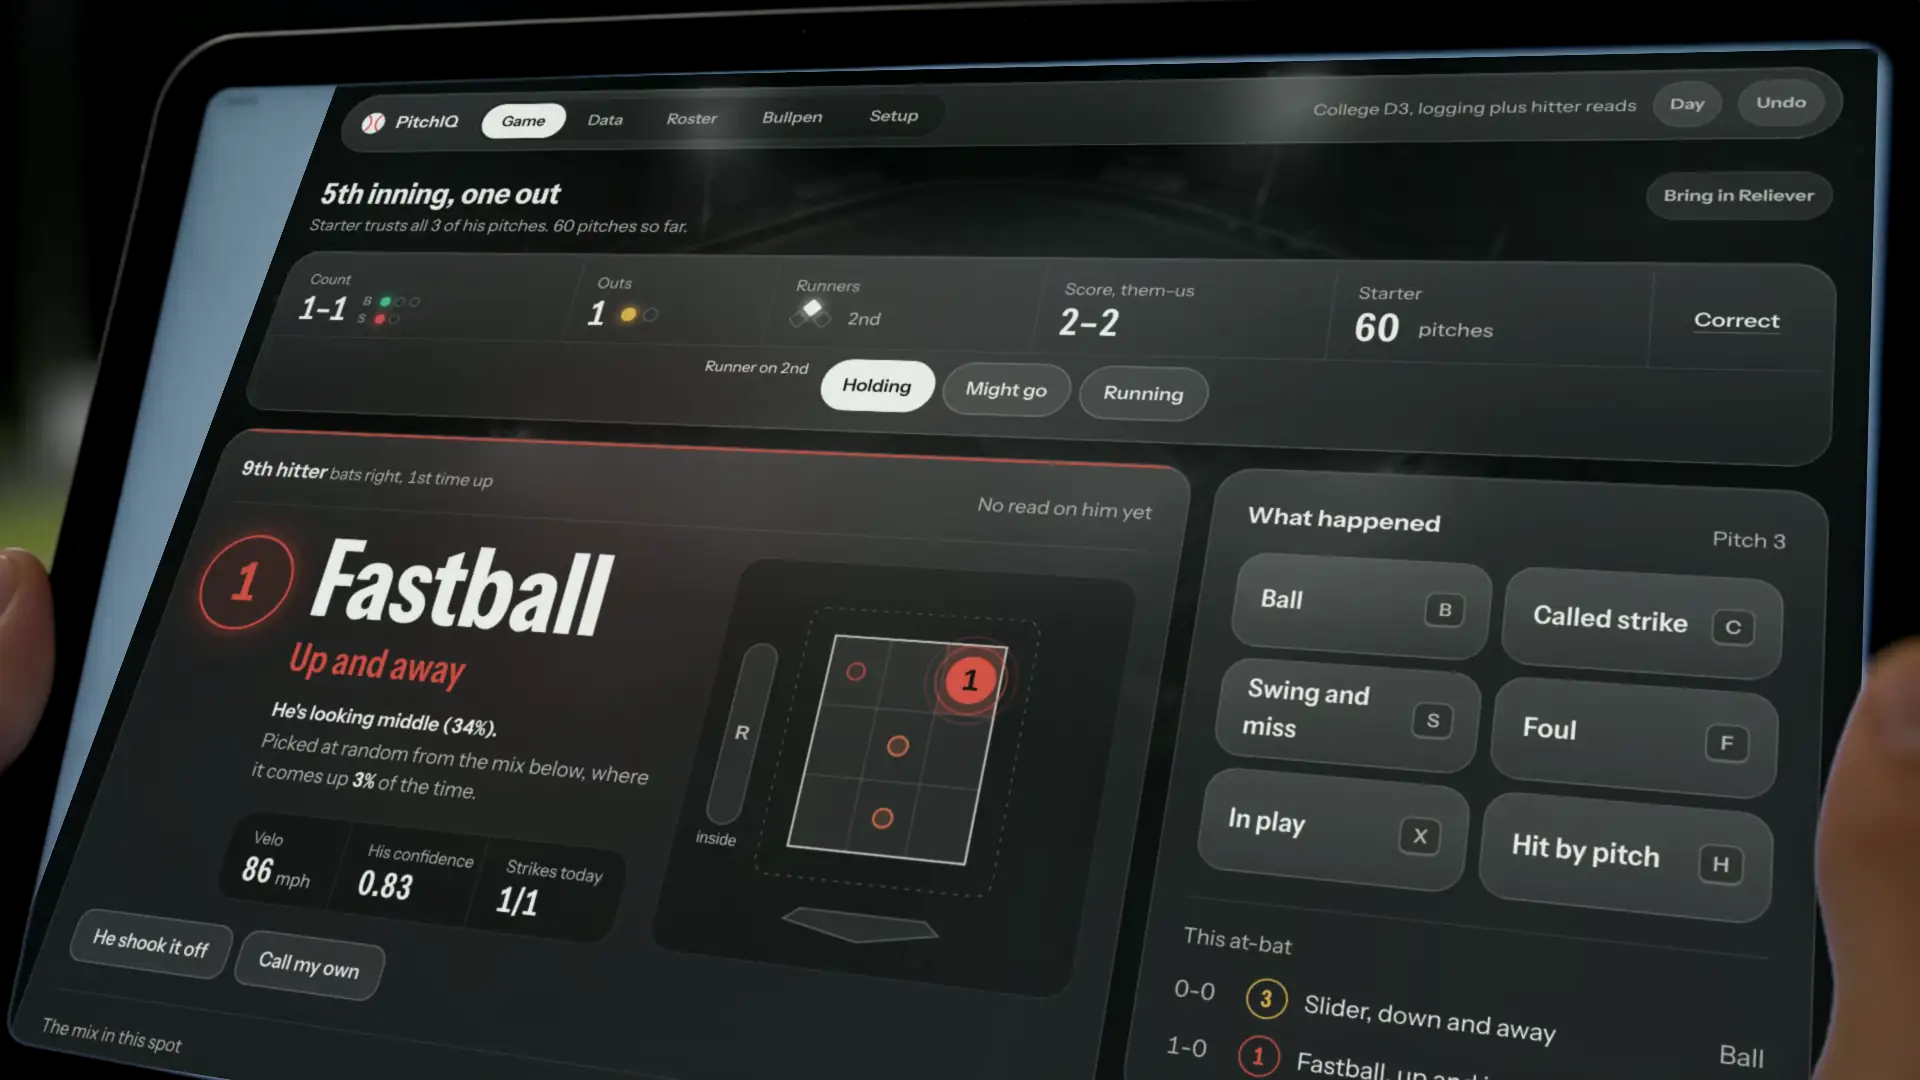 PitchIQ
Game
Data
Roster
Bullpen
Setup
College D3, logging plus hitter reads
Day
Undo
5th inning, one out
Starter trusts all 3 of his pitches. 60 pitches so far.
Bring in Reliever
Count
1–1
B
S
Outs
1
Runners
2nd
Score, them–us
2–2
Starter
60 pitches
Correct
Runner on 2nd
Holding
Might go
Running
9th hitter bats right, 1st time up
No read on him yet
1
Fastball
Up and away
He's looking middle (34%).
Picked at random from the mix below, where
it comes up 3% of the time.
Velo
86 mph
His confidence
0.83
Strikes today
1/1
He shook it off
Call my own
The mix in this spot
R
inside
1
What happened
Pitch 3
Ball B
Called strike C
Swing and
miss S
Foul F
In play X
Hit by pitch H
This at-bat
0-0 3 Slider, down and away
Ball
1-0 1 Fastball, up and